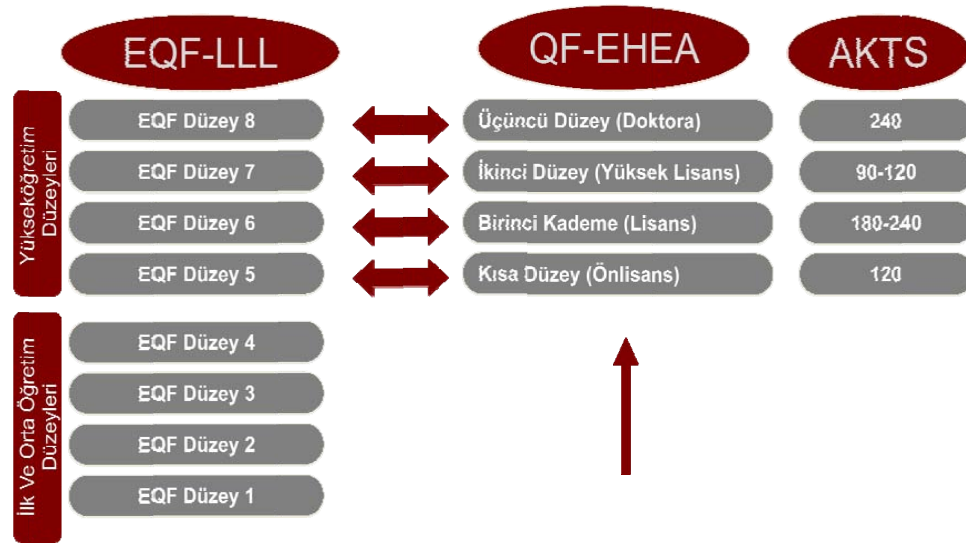 EQF-LLL
QF-EHEA
AKTS
Yükseköğretim
Düzeyleri
EQF Düzey 8
Üçüncü Düzey (Doktora)
240
EQF Düzey 7
İkinci Düzey (Yüksek Lisans)
90-120
EQF Düzey 6
Birinci Kademe (Lisans)
180-240
EQF Düzey 5
Kısa Düzey (Önlisans)
120
İlk Ve Orta Öğretim
Düzeyleri
EQF Düzey 4
EQF Düzey 3
EQF Düzey 2
EQF Düzey 1